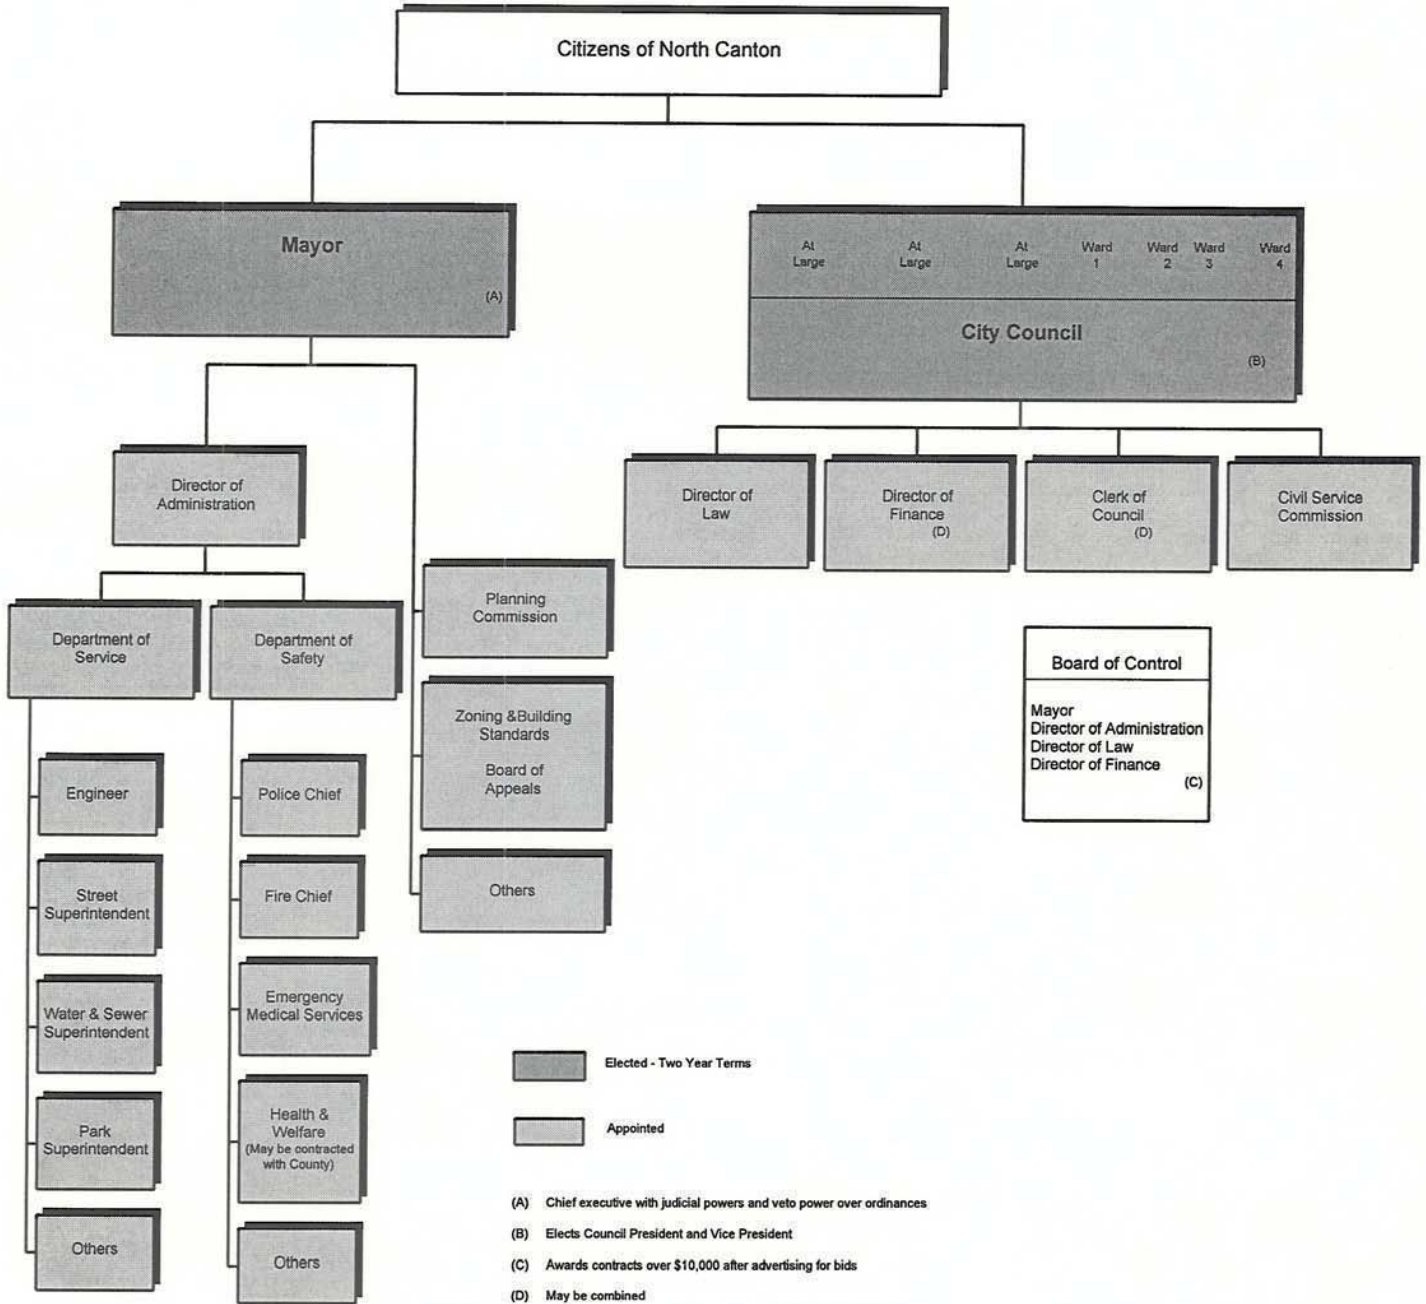 Citizens of North Canton
Mayor
(A)
At Large
At Large
At Large
Ward 1
Ward 2
Ward 3
Ward 4
City Council
(B)
Director of
Administration
Director of
Law
Director of
Finance
(D)
Clerk of
Council
(D)
Civil Service
Commission
Department of
Service
Department of
Safety
Planning
Commission
Zoning &Building
Standards
Board of
Appeals
Others
Board of Control
Mayor
Director of Administration
Director of Law
Director of Finance
(C)
Engineer
Street
Superintendent
Water & Sewer
Superintendent
Park
Superintendent
Others
Police Chief
Fire Chief
Emergency
Medical Services
Health &
Welfare
(May be contracted
with County)
Others
Elected - Two Year Terms
Appointed
(A) Chief executive with judicial powers and veto power over ordinances
(B) Elects Council President and Vice President
(C) Awards contracts over $10,000 after advertising for bids
(D) May be combined